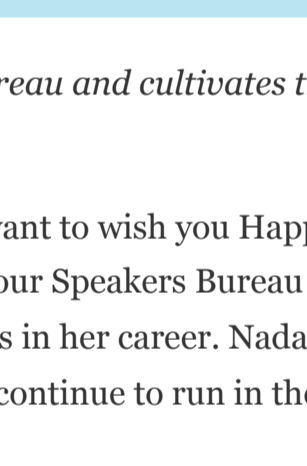 reau and cultivates t
vant to wish you Happ
our Speakers Bureau
s in her career. Nada
continue to run in the